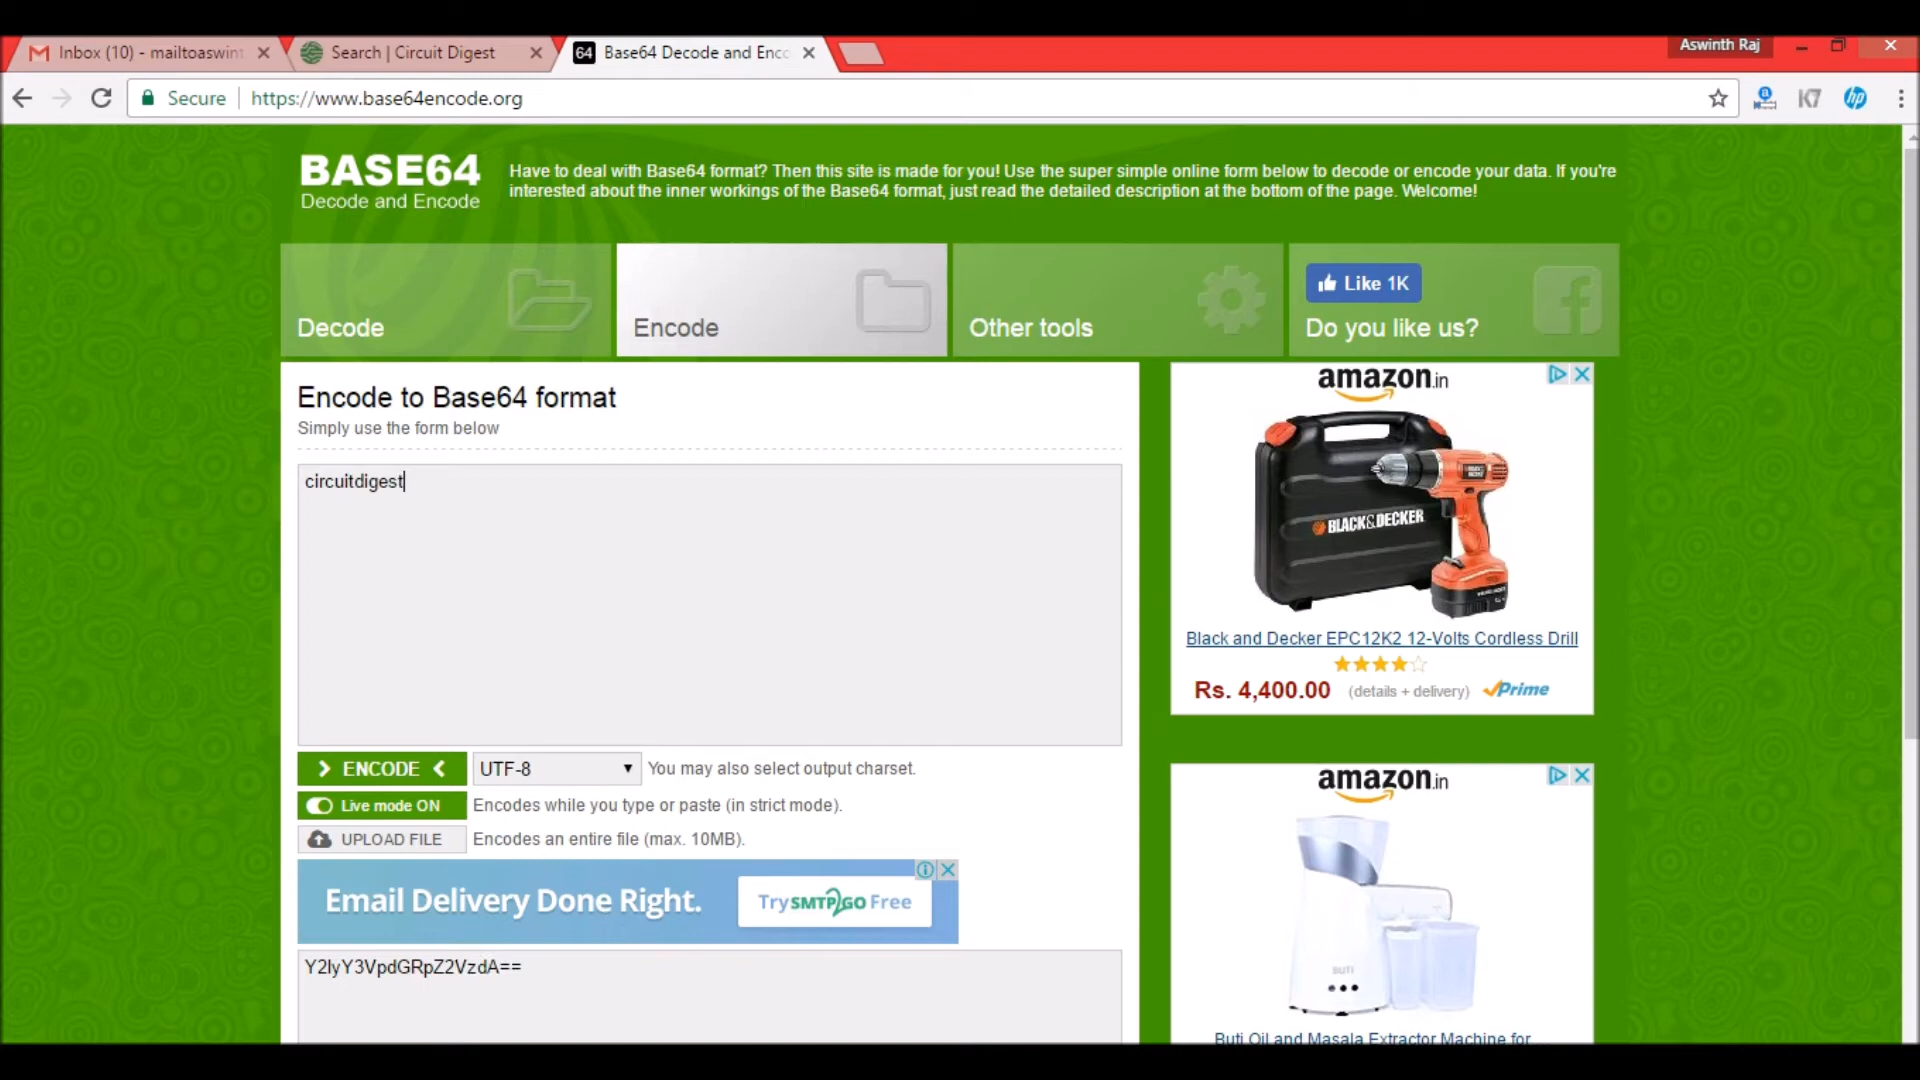 Inbox (10) - mailtoaswint
Search | Circuit Digest
64 Base64 Decode and Enc
Aswinth Raj
Secure https://www.base64encode.org
K7
hp
BASE64
Decode and Encode
Have to deal with Base64 format? Then this site is made for you! Use the super simple online form below to decode or encode your data. If you're
interested about the inner workings of the Base64 format, just read the detailed description at the bottom of the page. Welcome!
Decode
Encode
Other tools
Like 1K
Do you like us?
Encode to Base64 format
Simply use the form below
circuitdigest
> ENCODE <
UTF-8
You may also select output charset.
Live mode ON
Encodes while you type or paste (in strict mode).
UPLOAD FILE
Encodes an entire file (max. 10MB).
Email Delivery Done Right.
Try SMTP2GO Free
Y2lyY3VpdGRpZ2VzdA==
amazon.in
BLACK&DECKER
Black and Decker EPC12K2 12-Volts Cordless Drill
Rs. 4,400.00 (details + delivery) Prime
amazon.in
BUTI
Buti Oil and Masala Extractor Machine for